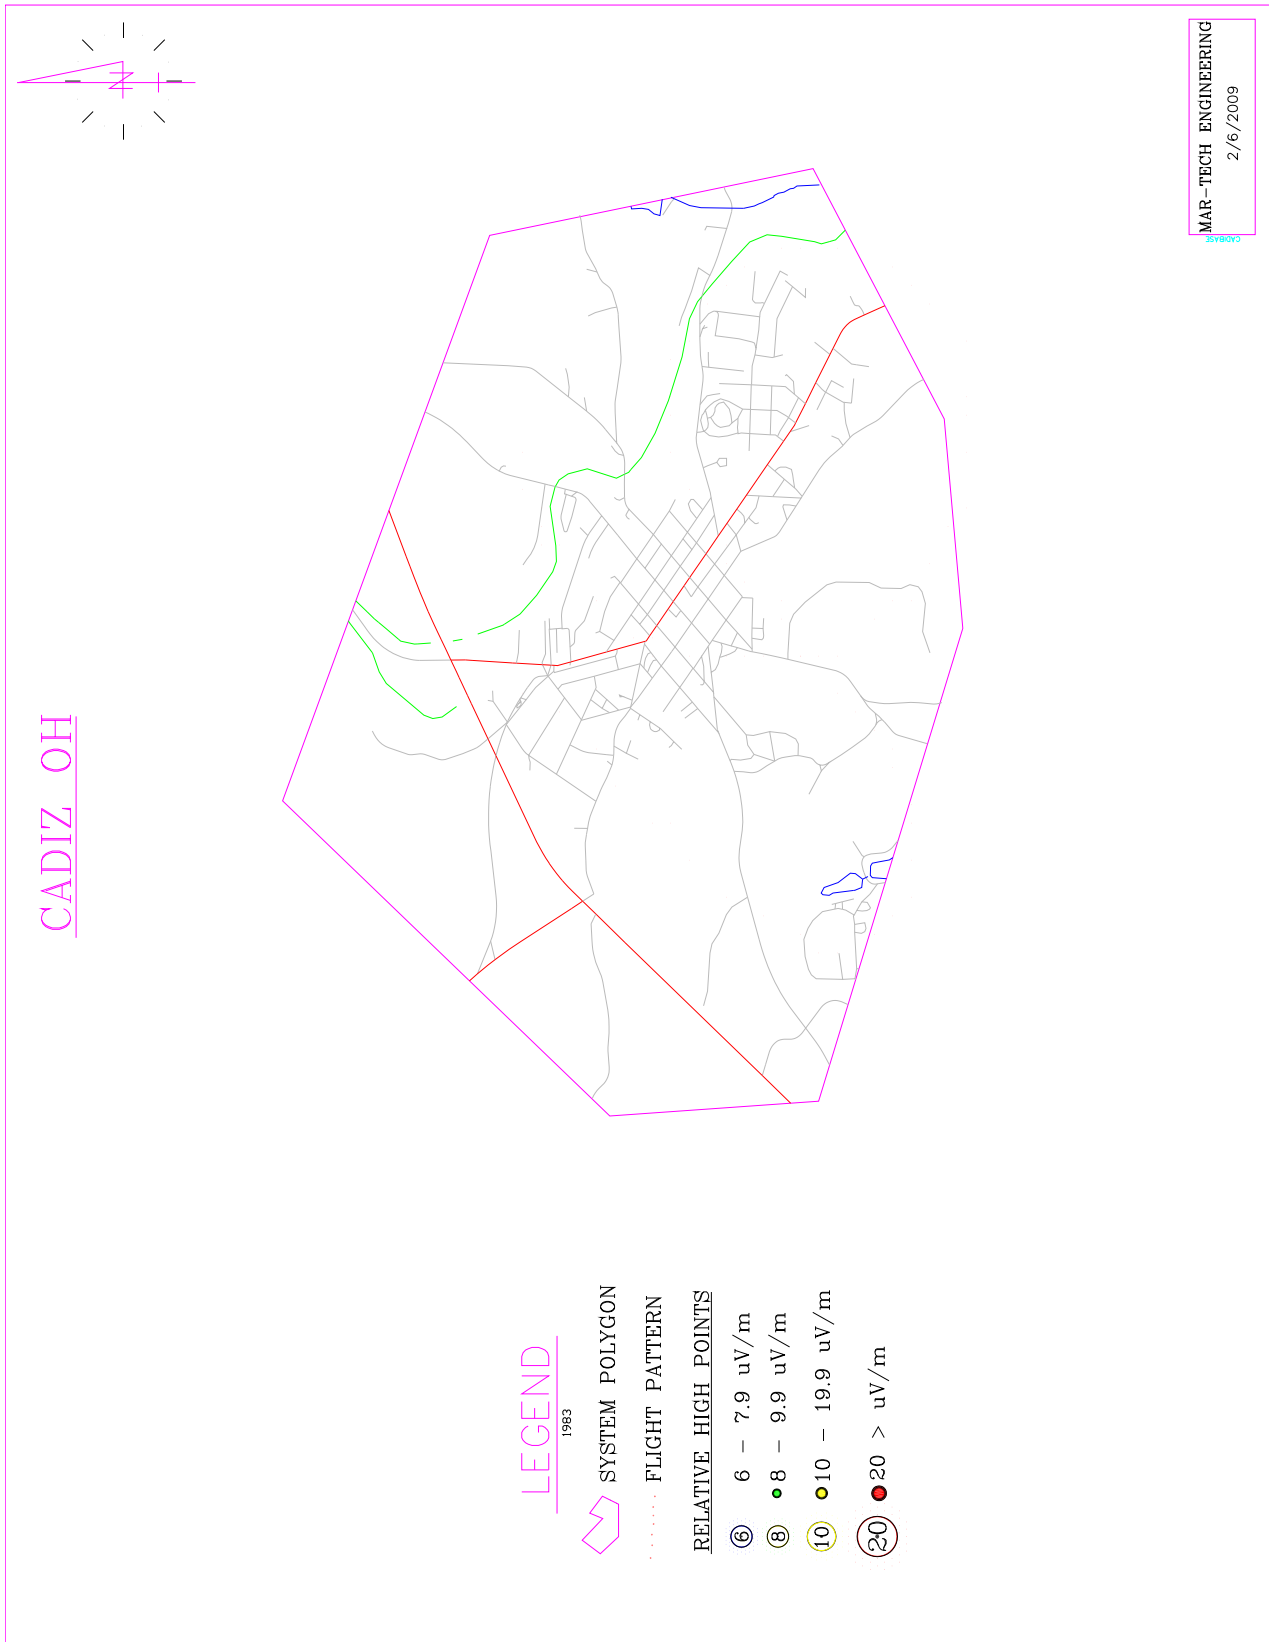 CADIZ OH
N
MAR-TECH ENGINEERING
2/6/2009
CADIBASE
LEGEND
1983
SYSTEM POLYGON
FLIGHT PATTERN
RELATIVE HIGH POINTS
6 6 - 7.9 uV/m
8 8 - 9.9 uV/m
10 10 - 19.9 uV/m
20 20 > uV/m